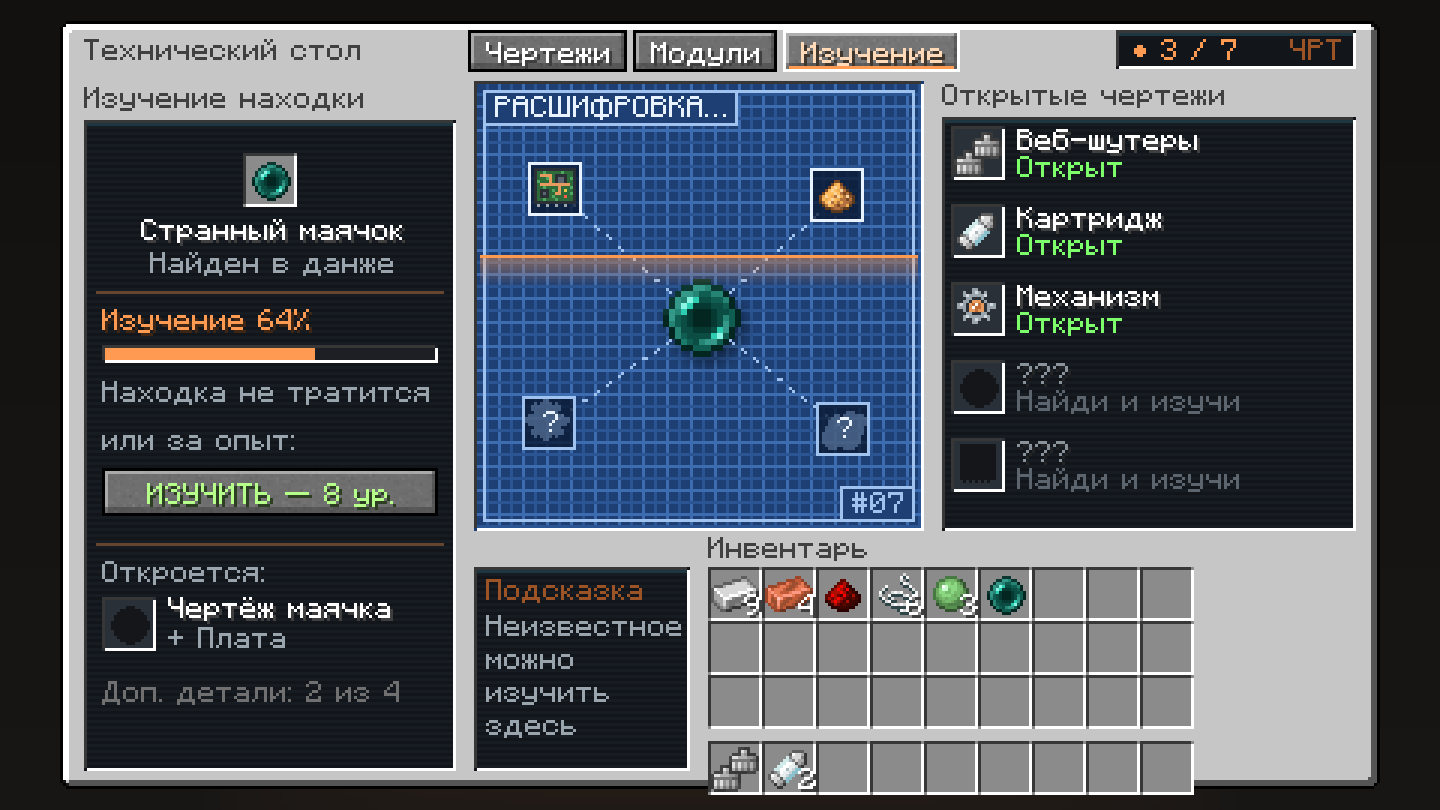 Технический стол
Чертежи
Модули
Изучение
3 / 7 ЧРТ
Изучение находки
Странный маячок
Найден в данже
Изучение 64%
Находка не тратится
или за опыт:
ИЗУЧИТЬ — 8 ур.
Откроется:
Чертёж маячка
+ Плата
Доп. детали: 2 из 4
РАСШИФРОВКА...
?
?
#07
Открытые чертежи
Веб-шутеры
Открыт
Картридж
Открыт
Механизм
Открыт
???
Найди и изучи
???
Найди и изучи
Подсказка
Неизвестное
можно
изучить
здесь
Инвентарь
9
4
3
2